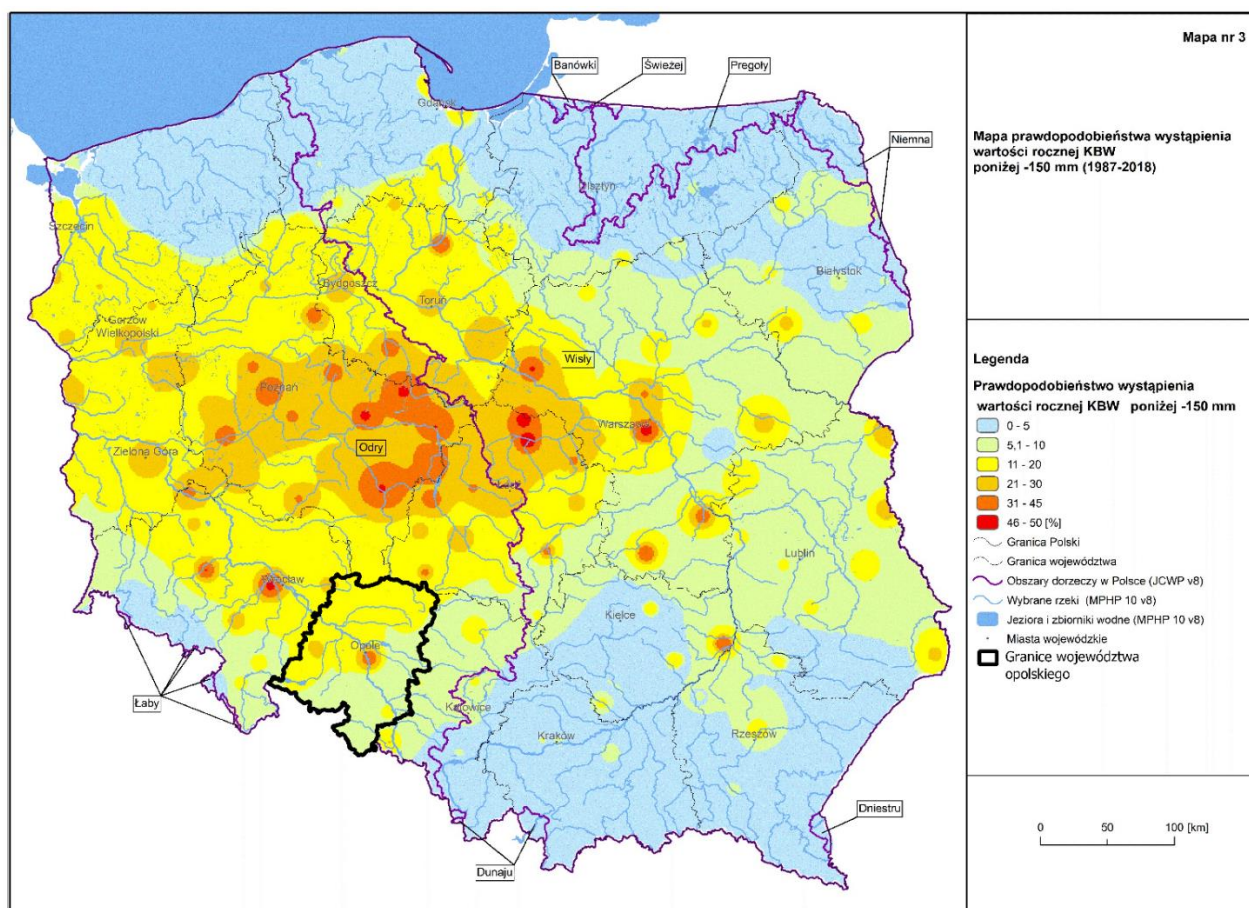 Mapa nr 3
Mapa prawdopodobieństwa wystąpienia
wartości rocznej KBW
poniżej -150 mm (1987-2018)
Legenda
Prawdopodobieństwo wystąpienia
wartości rocznej KBW poniżej -150 mm
0 - 5
5,1 - 10
11 - 20
21 - 30
31 - 45
46 - 50 [%]
Granica Polski
Granica województwa
Obszary dorzeczy w Polsce (JCWP v8)
Wybrane rzeki (MPHP 10 v8)
Jeziora i zbiorniki wodne (MPHP 10 v8)
Miasta wojewódzkie
Granice województwa
opolskiego
0 50 100 [km]
Banówki
Świeżej
Pregoły
Niemna
Gdańsk
Olsztyn
Szczecin
Białystok
Bydgoszcz
Toruń
Gorzów
Wielkopolski
Wisły
Poznań
Warszawa
Odry
Zielona Góra
Lublin
Wrocław
Kielce
Opole
Łaby
Katowice
Kraków
Rzeszów
Dniestru
Dunaju